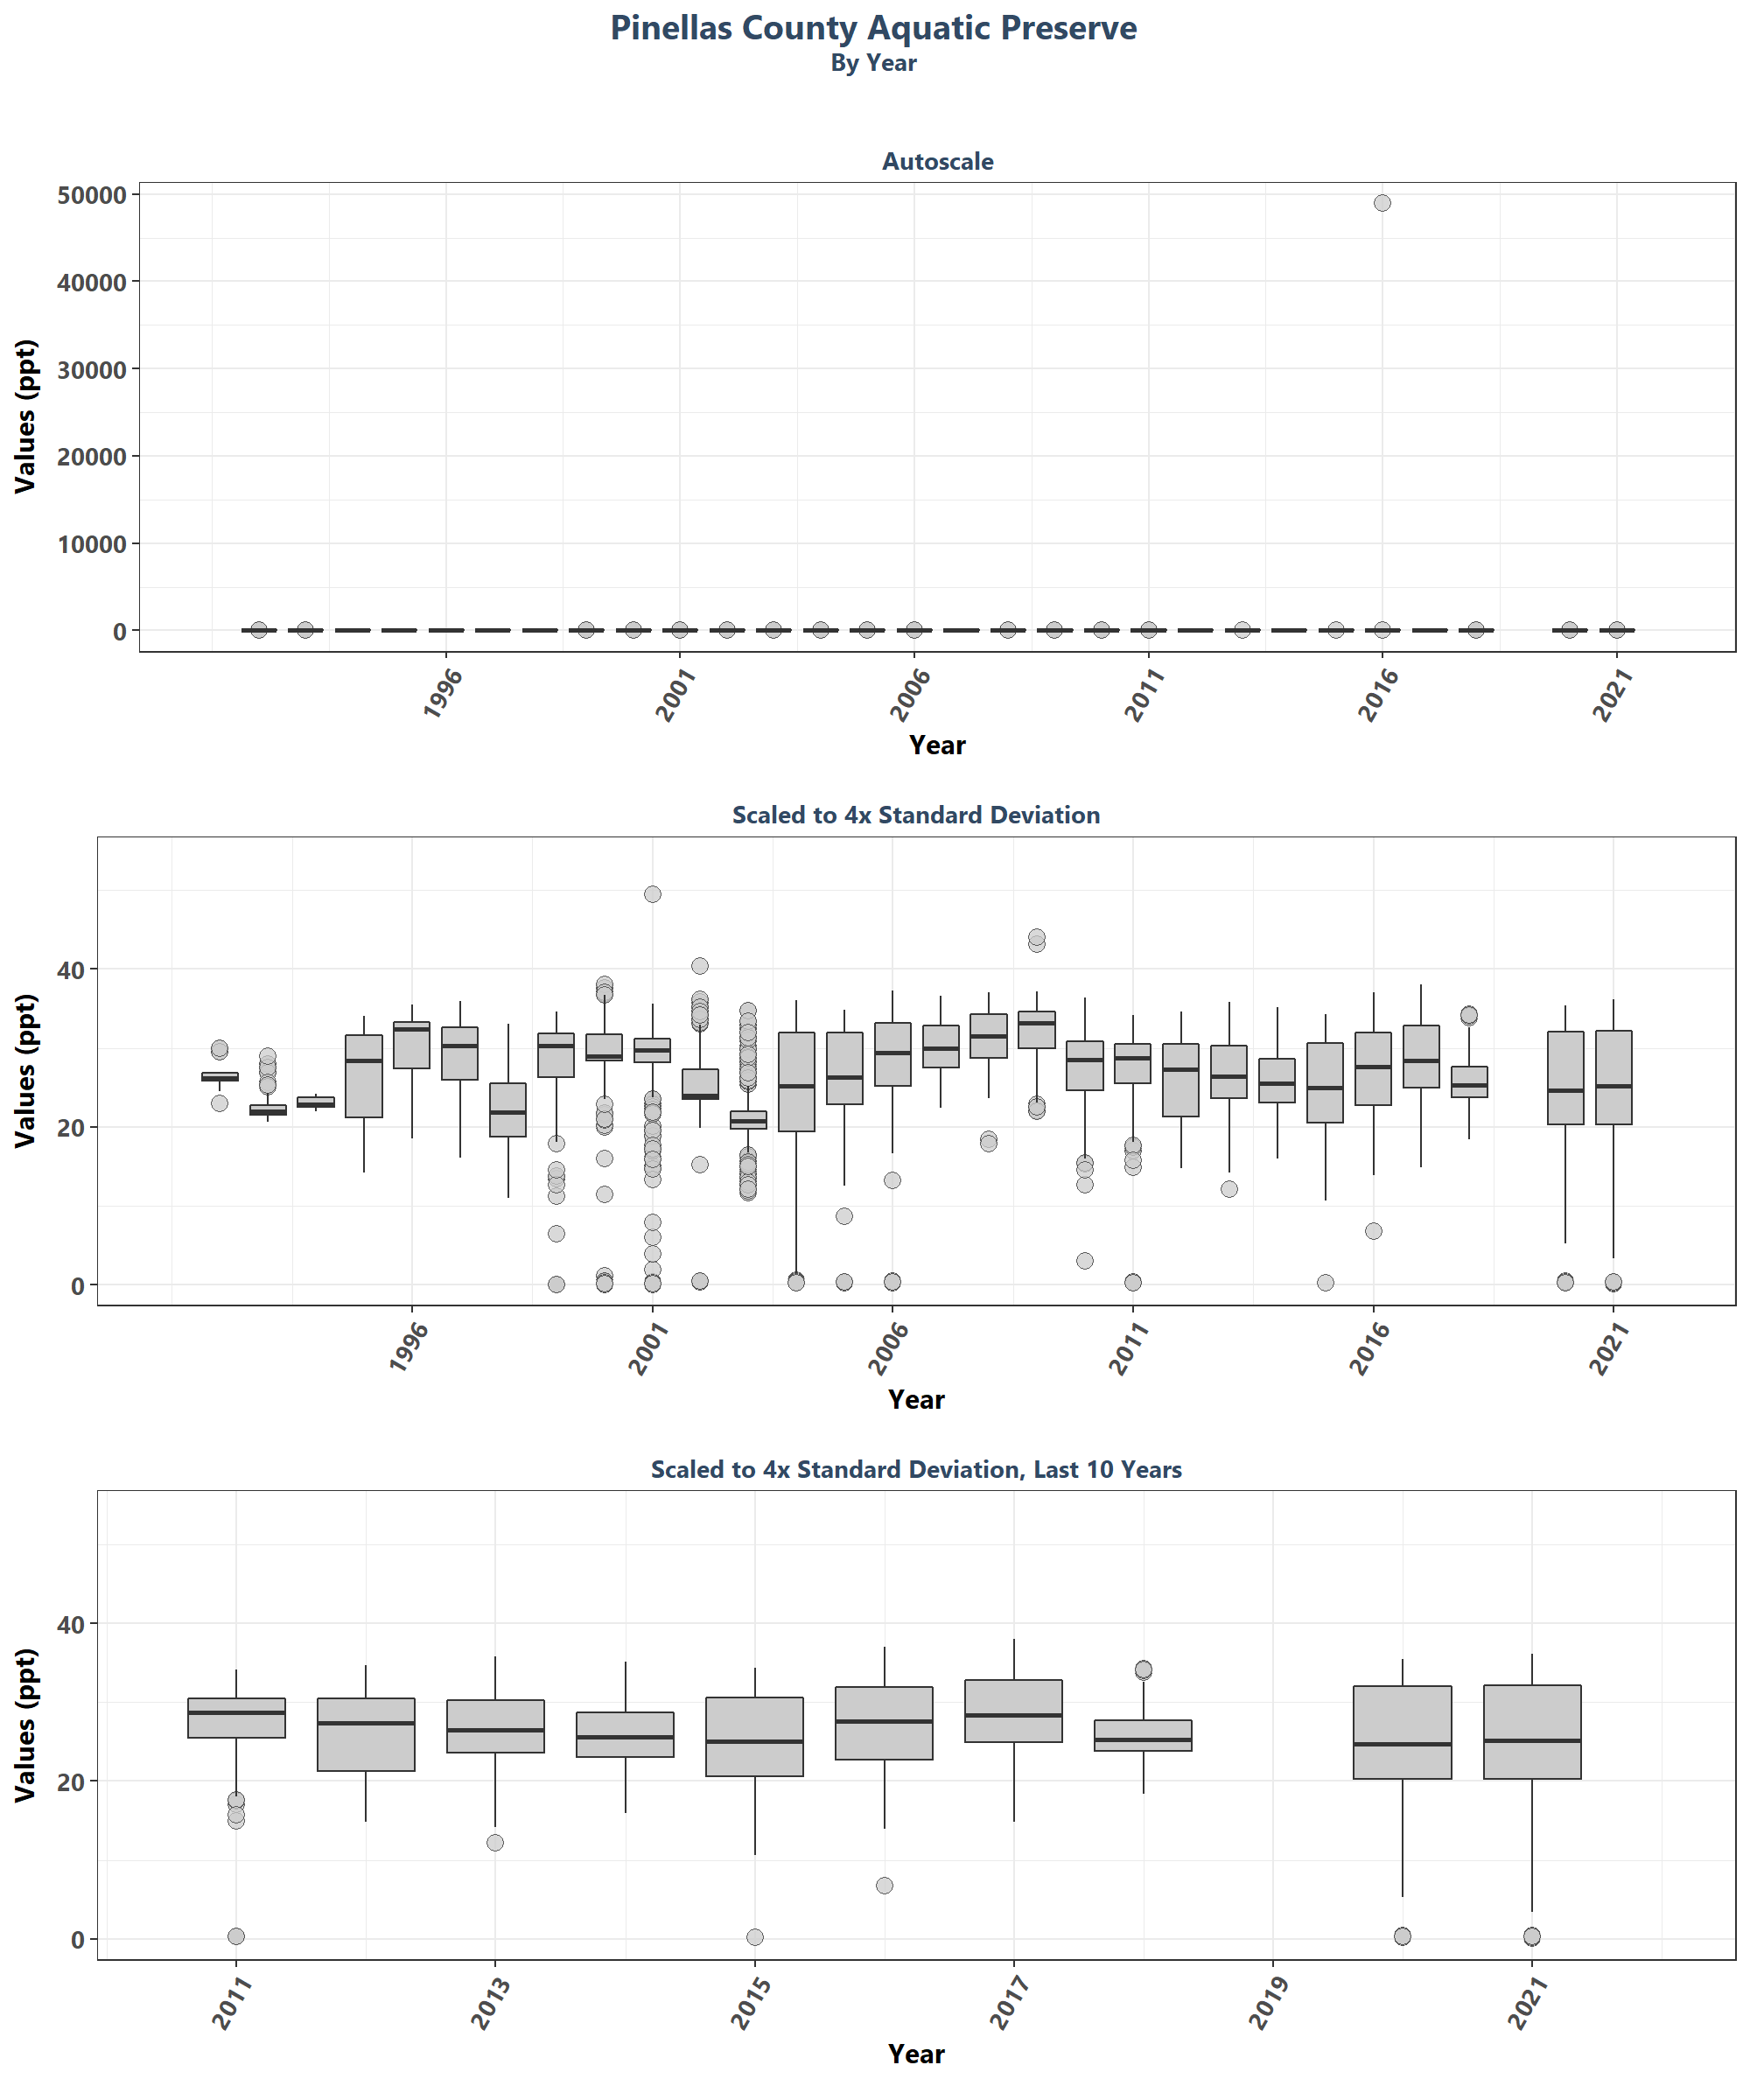 Pinellas County Aquatic Preserve
By Year
Autoscale
Values (ppt)
50000
40000
30000
20000
10000
0
1996 2001 2006 2011 2016 2021
Year
Scaled to 4x Standard Deviation
Values (ppt)
40
20
0
1996 2001 2006 2011 2016 2021
Year
Scaled to 4x Standard Deviation, Last 10 Years
Values (ppt)
40
20
0
2011 2013 2015 2017 2019 2021
Year